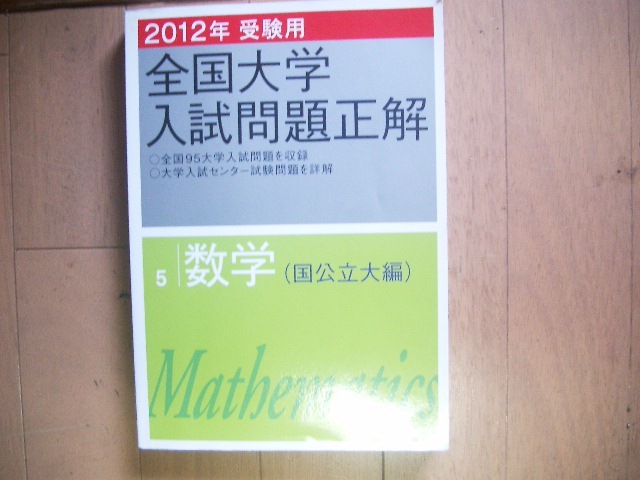 2012年 受験用
全国大学
入試問題正解
○全国95大学入試問題を収録
○大学入試センター試験問題を詳解
5 数学(国公立大編)
Mathematics